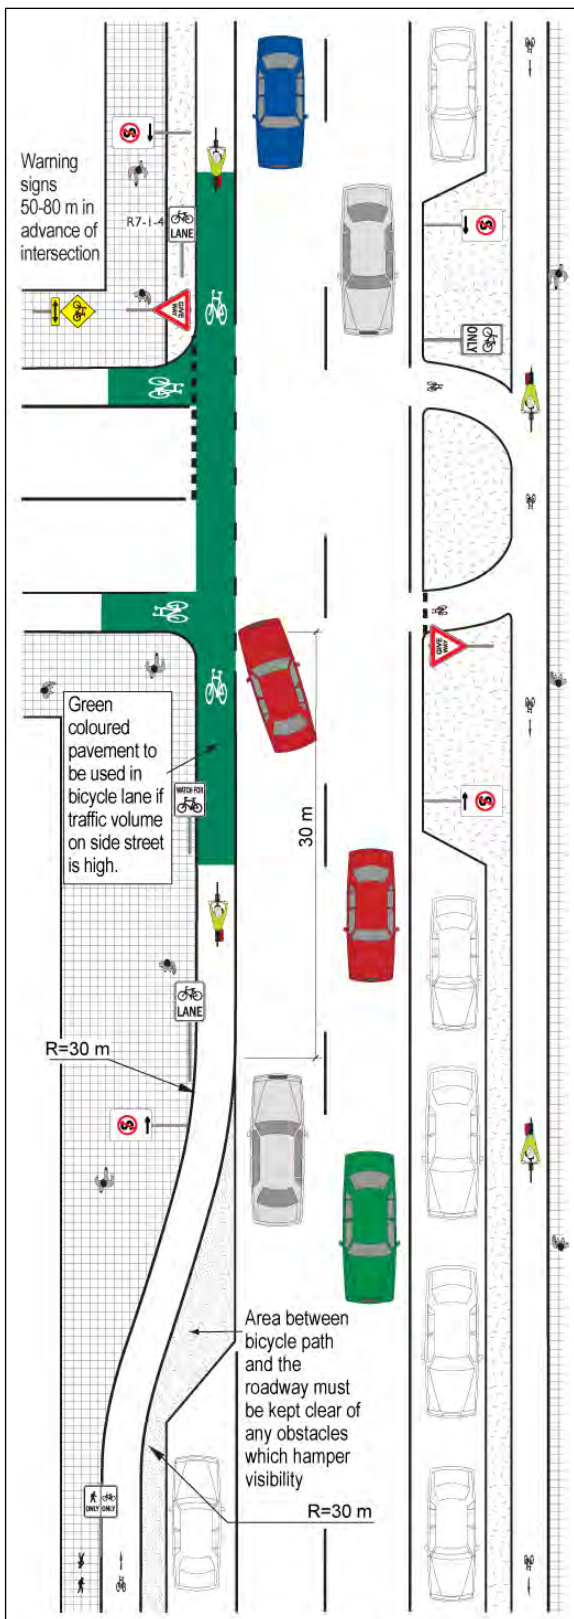 S
Warning
signs
50-80 m in
advance of
intersection
R7-1-4
LANE
GIVE
WAY
S
ONLY
GIVE
WAY
Green
coloured
pavement to
be used in
bicycle lane if
traffic volume
on side street
is high.
WATCH FOR
30 m
S
LANE
R=30 m
S
Area between
bicycle path
and the
roadway must
be kept clear of
any obstacles
which hamper
visibility
ONLY
ONLY
R=30 m